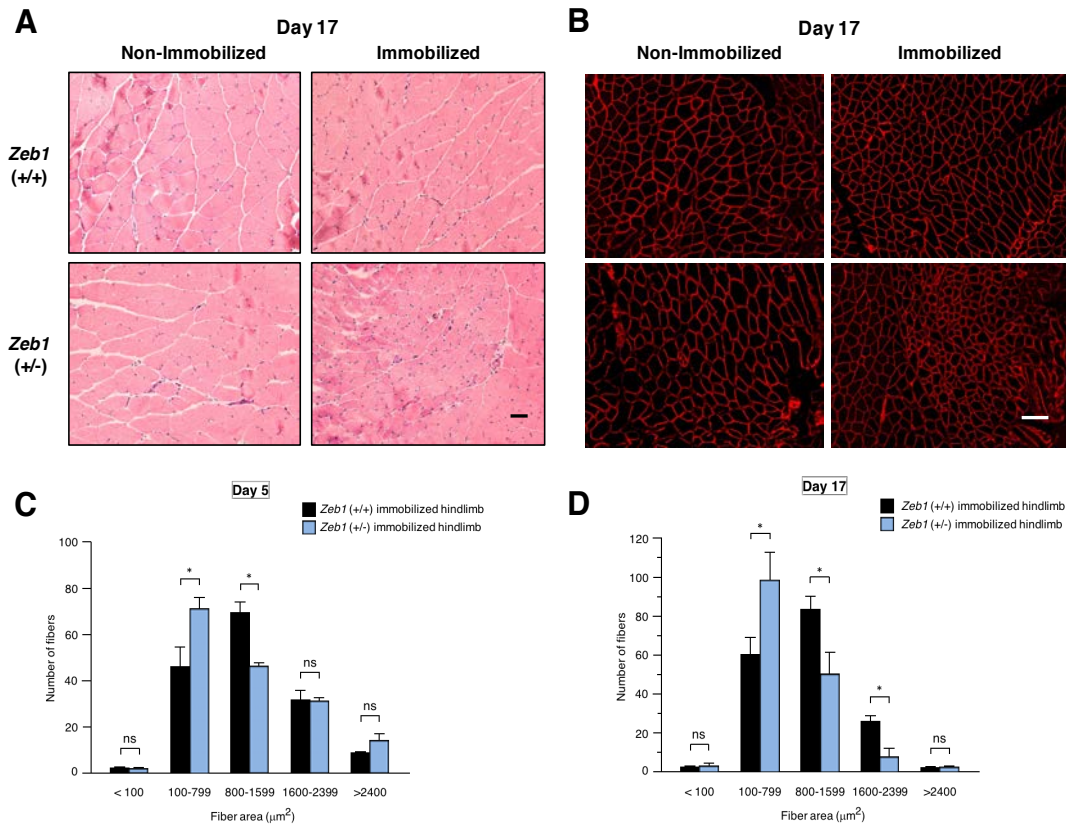 A
Day 17
Non-Immobilized
Immobilized
Zeb1
(+/+)
Zeb1
(+/-)
B
Day 17
Non-Immobilized
Immobilized
C
Day 5
Zeb1 (+/+) immobilized hindlimb
Zeb1 (+/-) immobilized hindlimb
Number of fibers
100
80
60
40
20
0
ns
*
*
ns
ns
< 100
100-799
800-1599
1600-2399
>2400
Fiber area (μm²)
D
Day 17
Zeb1 (+/+) immobilized hindlimb
Zeb1 (+/-) immobilized hindlimb
Number of fibers
120
100
80
60
40
20
0
ns
*
*
*
ns
< 100
100-799
800-1599
1600-2399
>2400
Fiber area (μm²)